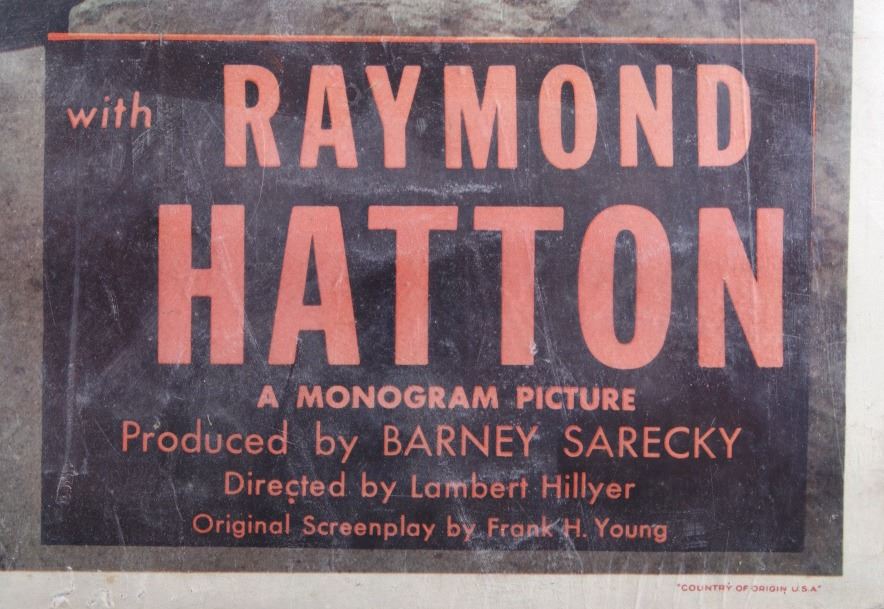 with RAYMOND
HATTON
A MONOGRAM PICTURE
Produced by BARNEY SARECKY
Directed by Lambert Hillyer
Original Screenplay by Frank H. Young
"COUNTRY OF ORIGIN U.S.A"